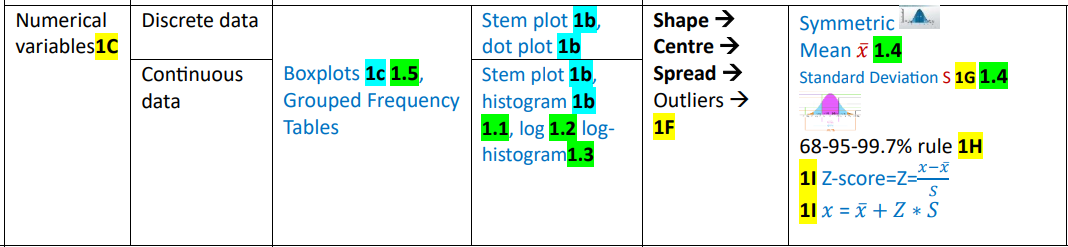 Numerical
variables1C
Discrete data
Continuous
data
Boxplots 1c 1.5,
Grouped Frequency
Tables
Stem plot 1b,
dot plot 1b
Stem plot 1b,
histogram 1b
1.1, log 1.2 log-
histogram1.3
Shape →
Centre →
Spread →
Outliers →
1F
Symmetric
Mean x̄ 1.4
Standard Deviation S 1G 1.4
68-95-99.7% rule 1H
1I Z-score=Z=(x−x̄)/S
1I x = x̄ + Z ∗ S